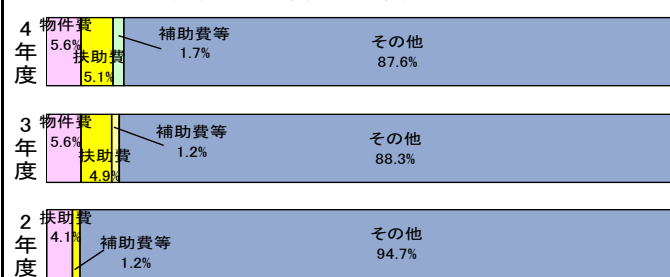 4年度
物件費
5.6%
扶助費
5.1%
補助費等
1.7%
その他
87.6%
3年度
物件費
5.6%
扶助費
4.9%
補助費等
1.2%
その他
88.3%
2年度
扶助費
4.1%
補助費等
1.2%
その他
94.7%